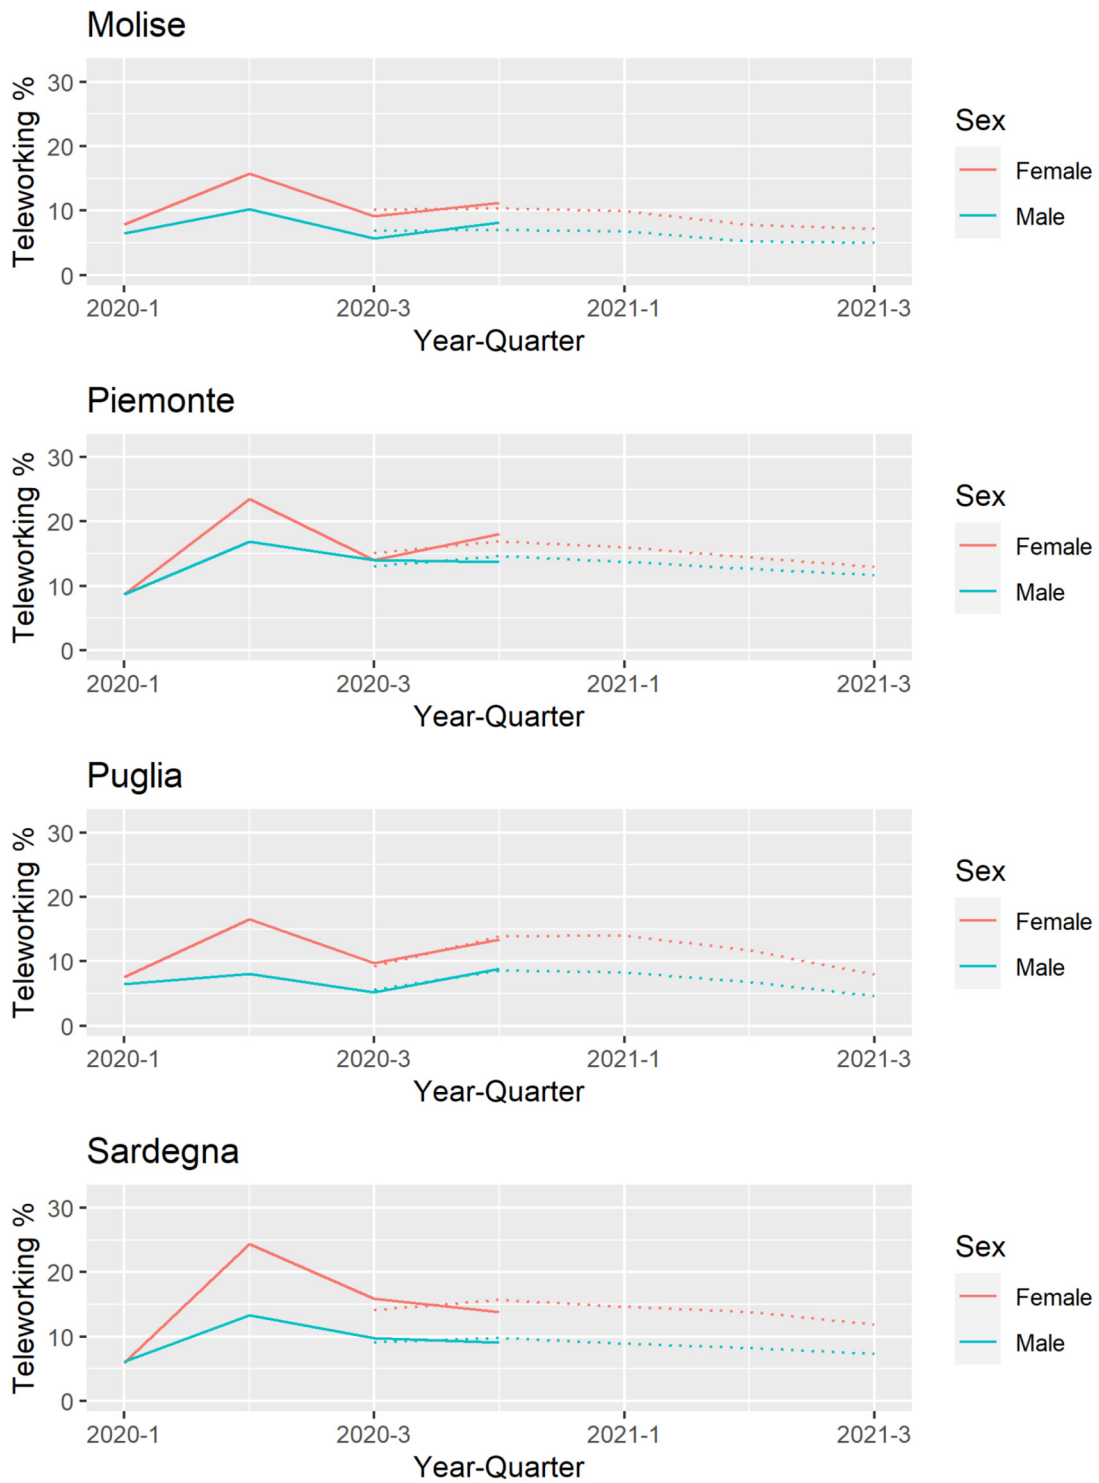 Molise
Teleworking %
30
20
10
0
2020-1 2020-3 2021-1 2021-3
Year-Quarter
Sex
Female
Male
Piemonte
Teleworking %
30
20
10
0
2020-1 2020-3 2021-1 2021-3
Year-Quarter
Sex
Female
Male
Puglia
Teleworking %
30
20
10
0
2020-1 2020-3 2021-1 2021-3
Year-Quarter
Sex
Female
Male
Sardegna
Teleworking %
30
20
10
0
2020-1 2020-3 2021-1 2021-3
Year-Quarter
Sex
Female
Male